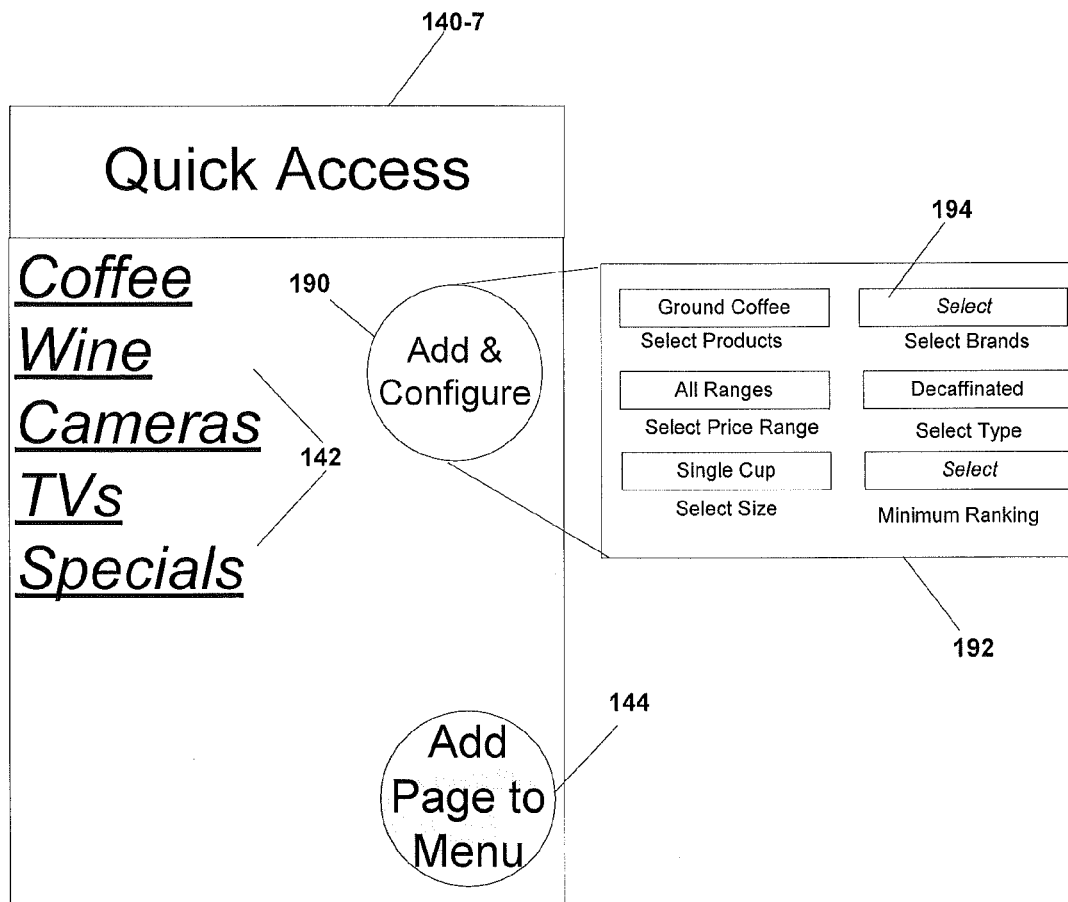 140-7
Quick Access
194
Coffee
190
Ground Coffee
Select
Select Products
Select Brands
Wine
Add &
Configure
All Ranges
Decaffinated
Select Price Range
Select Type
Cameras
142
Single Cup
Select
Select Size
Minimum Ranking
TVs
Specials
192
144
Add
Page to
Menu